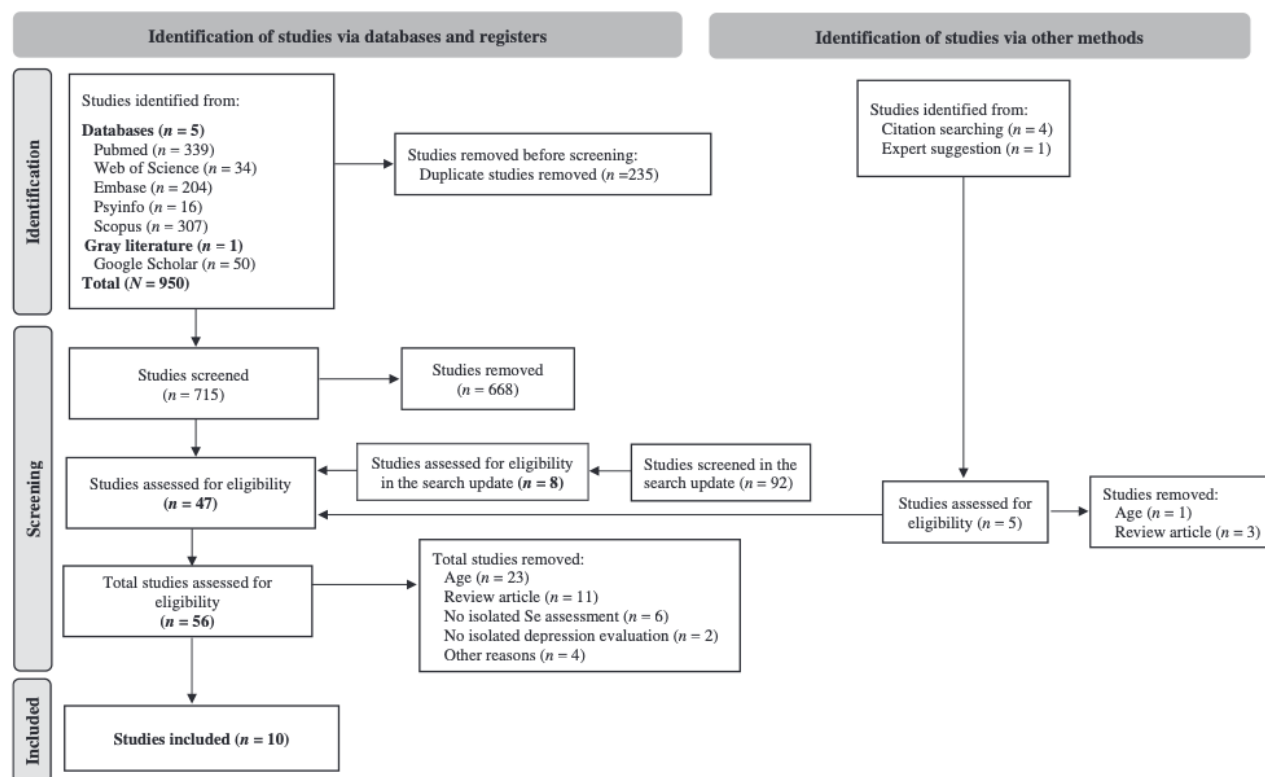 Identification of studies via databases and registers
Identification of studies via other methods
Identification
Studies identified from:
Databases (n = 5)
Pubmed (n = 339)
Web of Science (n = 34)
Embase (n = 204)
Psyinfo (n = 16)
Scopus (n = 307)
Gray literature (n = 1)
Google Scholar (n = 50)
Total (N = 950)
Studies removed before screening:
Duplicate studies removed (n =235)
Studies identified from:
Citation searching (n = 4)
Expert suggestion (n = 1)
Screening
Studies screened
(n = 715)
Studies removed
(n = 668)
Studies assessed for eligibility
(n = 47)
Studies assessed for eligibility
in the search update (n = 8)
Studies screened in the
search update (n = 92)
Studies assessed for
eligibility (n = 5)
Studies removed:
Age (n = 1)
Review article (n = 3)
Total studies assessed for
eligibility
(n = 56)
Total studies removed:
Age (n = 23)
Review article (n = 11)
No isolated Se assessment (n = 6)
No isolated depression evaluation (n = 2)
Other reasons (n = 4)
Included
Studies included (n = 10)